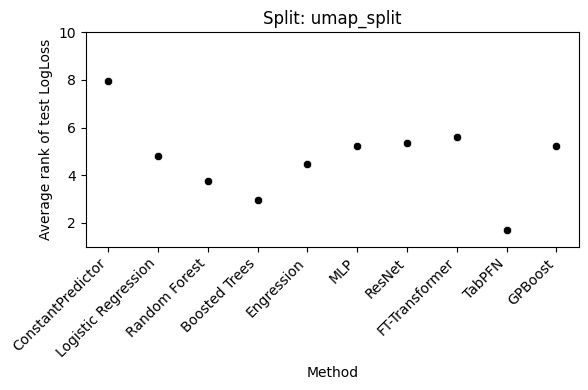 Split: umap_split
Average rank of test LogLoss
10
8
6
4
2
ConstantPredictor
Logistic Regression
Random Forest
Boosted Trees
Engression
MLP
ResNet
FT-Transformer
TabPFN
GPBoost
Method